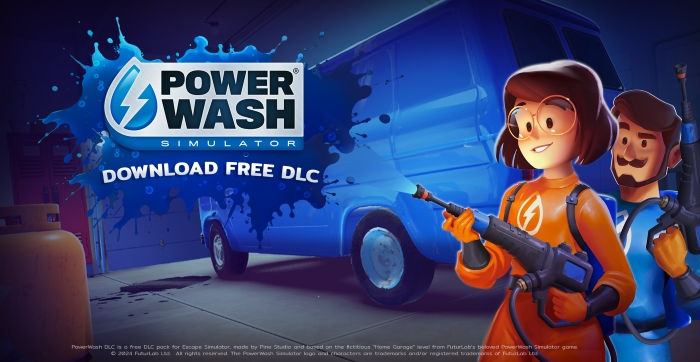 POWER®
WASH
SIMULATOR
DOWNLOAD FREE DLC
PowerWash DLC is a free DLC pack for Escape Simulator, made by Pine Studio and based on the fictitious "Home Garage" level from FuturLab's beloved PowerWash Simulator game.
© 2024 FuturLab Ltd. All rights reserved. The PowerWash Simulator logo and characters are trademarks and/or registered trademarks of FuturLab Ltd.